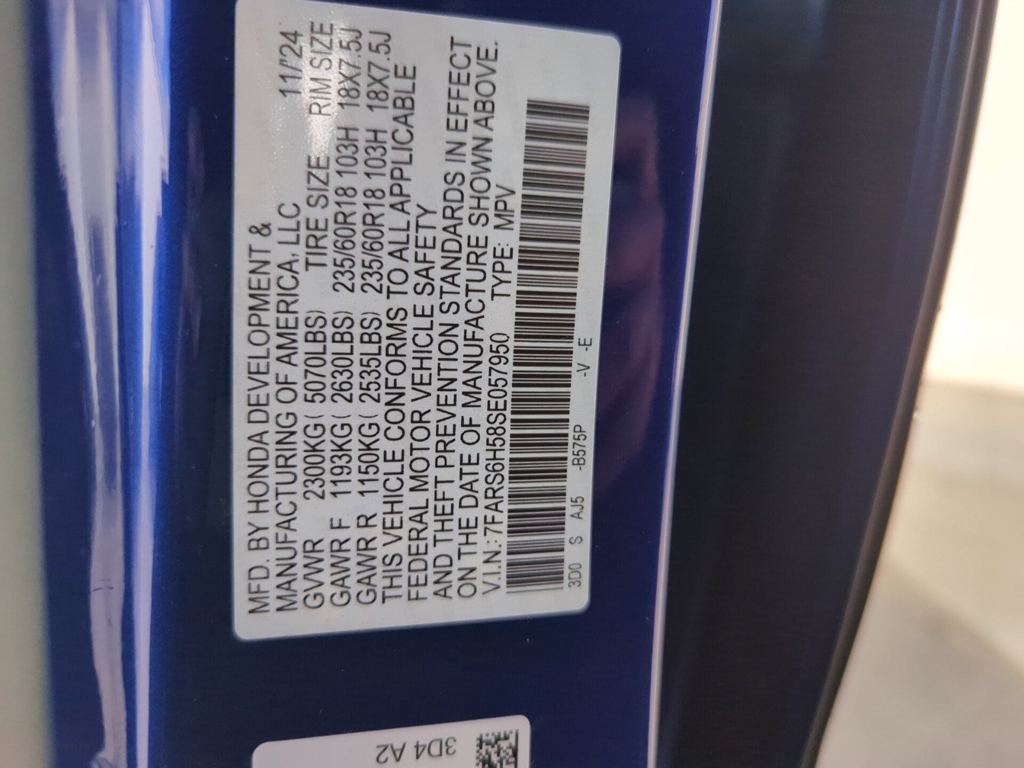 MFD. BY HONDA DEVELOPMENT &
MANUFACTURING OF AMERICA, LLC 11/'24
GVWR 2300KG( 5070LBS) TIRE SIZE RIM SIZE
GAWR F 1193KG( 2630LBS) 235/60R18 103H 18X7.5J
GAWR R 1150KG( 2535LBS) 235/60R18 103H 18X7.5J
THIS VEHICLE CONFORMS TO ALL APPLICABLE
FEDERAL MOTOR VEHICLE SAFETY
AND THEFT PREVENTION STANDARDS IN EFFECT
ON THE DATE OF MANUFACTURE SHOWN ABOVE.
V.I.N:7FARS6H58SE057950 TYPE: MPV
3D0 S AJ5 -B575P -V -E
3D4 A2